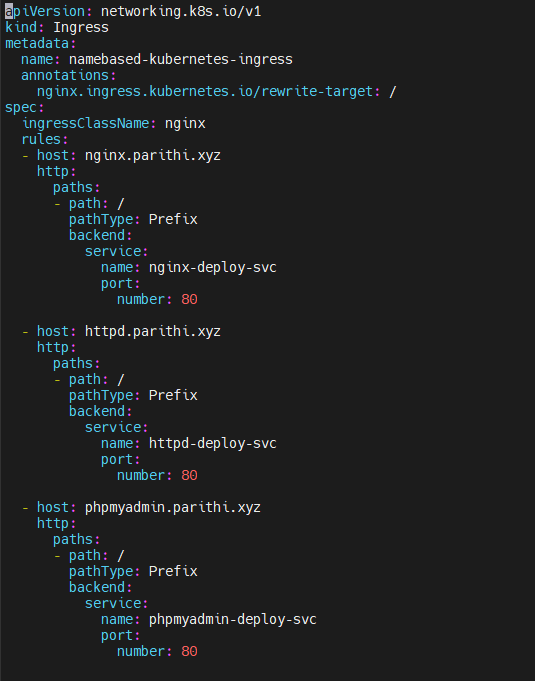 apiVersion: networking.k8s.io/v1
kind: Ingress
metadata:
  name: namebased-kubernetes-ingress
  annotations:
    nginx.ingress.kubernetes.io/rewrite-target: /
spec:
  ingressClassName: nginx
  rules:
  - host: nginx.parithi.xyz
    http:
      paths:
      - path: /
        pathType: Prefix
        backend:
          service:
            name: nginx-deploy-svc
            port:
              number: 80

  - host: httpd.parithi.xyz
    http:
      paths:
      - path: /
        pathType: Prefix
        backend:
          service:
            name: httpd-deploy-svc
            port:
              number: 80

  - host: phpmyadmin.parithi.xyz
    http:
      paths:
      - path: /
        pathType: Prefix
        backend:
          service:
            name: phpmyadmin-deploy-svc
            port:
              number: 80